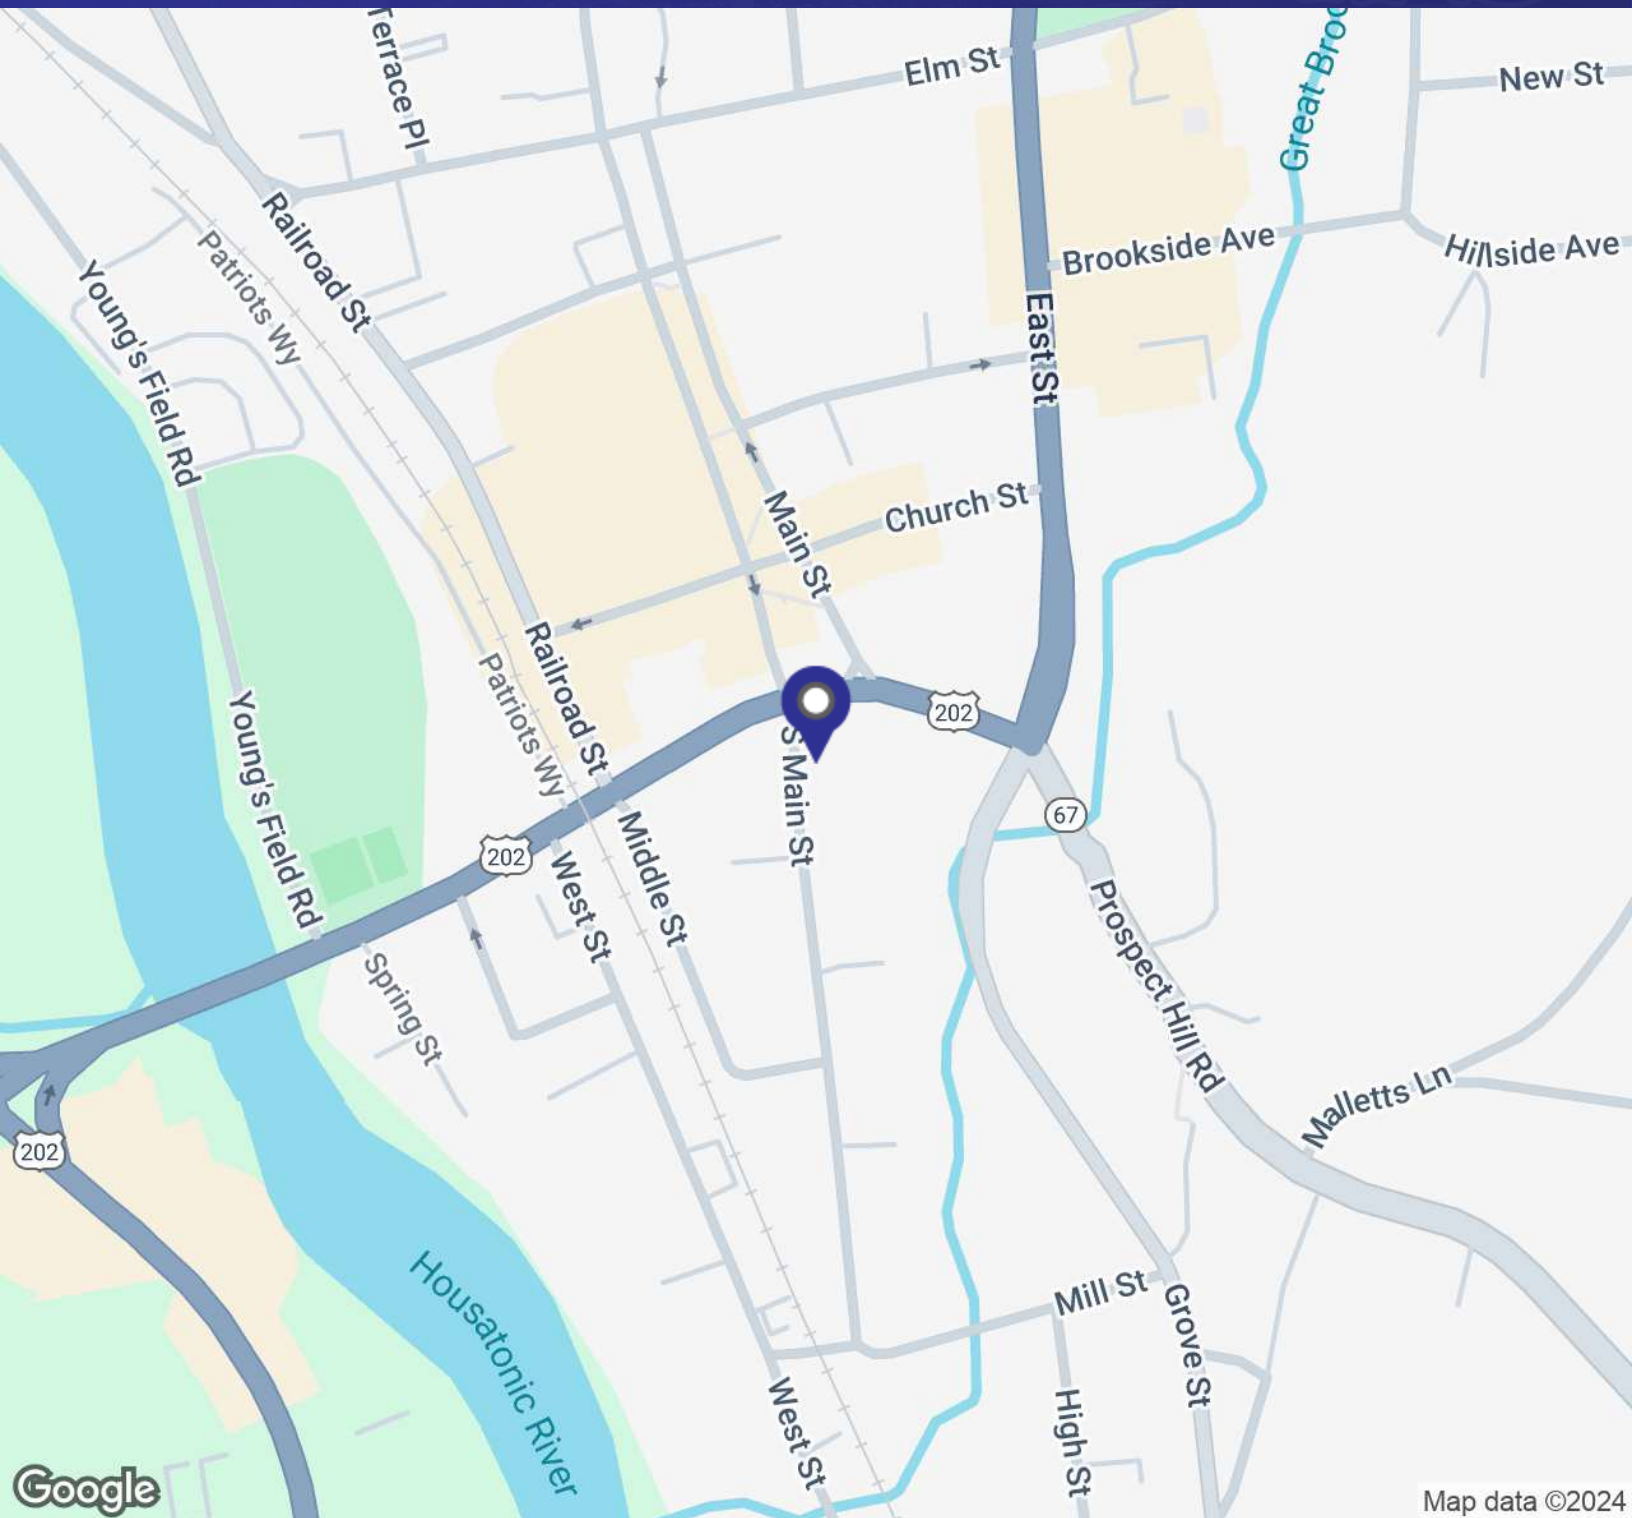 Terrace Pl
Elm St
Great Broo
New St
Railroad St
Patriots Wy
Brookside Ave
Hillside Ave
Young's Field Rd
East St
Main St
Church St
Railroad St
Patriots Wy
Young's Field Rd
202
S Main St
202
67
Middle St
West St
Prospect Hill Rd
Spring St
Malletts Ln
202
Housatonic River
Mill St
Grove St
West St
High St
Google
Map data ©2024